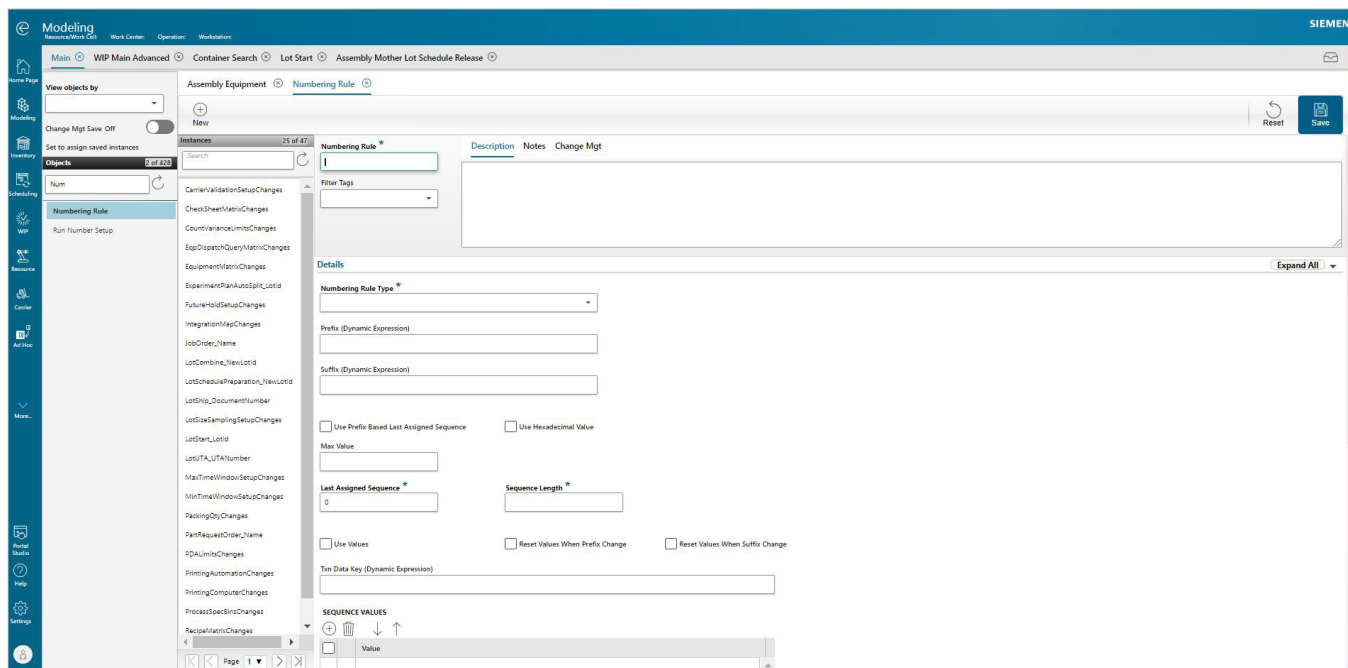 Modeling
SIEMEN
Resource/Work Cell: Work Center: Operation: Workstation:
Main WIP Main Advanced Container Search Lot Start Assembly Mother Lot Schedule Release
Home Page
Modeling
Inventory
Scheduling
WIP
Resource
Carrier
Ad Hoc
More...
Portal
Studio
Help
Settings
View objects by
Change Mgt Save Off
Set to assign saved instances
Objects 2 of 428
Num
Numbering Rule
Run Number Setup
Assembly Equipment Numbering Rule
New
Reset
Save
Instances 25 of 47
Search
CarrierValidationSetupChanges
CheckSheetMatrixChanges
CountVarianceLimitsChanges
EqpDispatchQueryMatrixChanges
EquipmentMatrixChanges
ExperimentPlanAutoSplit_LotId
FutureHoldSetupChanges
IntegrationMapChanges
JobOrder_Name
LotCombine_NewLotId
LotSchedulePreparation_NewLotId
LotShip_DocumentNumber
LotSizeSamplingSetupChanges
LotStart_LotId
LotUTA_UTANumber
MaxTimeWindowSetupChanges
MinTimeWindowSetupChanges
PackingQtyChanges
PartRequestOrder_Name
PDALimitsChanges
PrintingAutomationChanges
PrintingComputerChanges
ProcessSpecBinsChanges
RecipeMatrixChanges
Page 1
Numbering Rule *
Filter Tags
Description Notes Change Mgt
Details
Expand All
Numbering Rule Type *
Prefix (Dynamic Expression)
Suffix (Dynamic Expression)
Use Prefix Based Last Assigned Sequence Use Hexadecimal Value
Max Value
Last Assigned Sequence * Sequence Length *
0
Use Values Reset Values When Prefix Change Reset Values When Suffix Change
Txn Data Key (Dynamic Expression)
SEQUENCE VALUES
Value